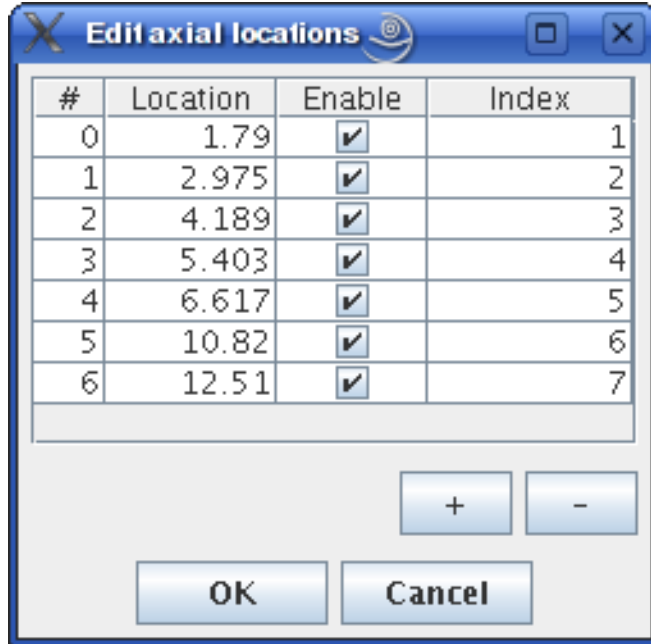 Edit axial locations
# Location Enable Index
0 1.79 1
1 2.975 2
2 4.189 3
3 5.403 4
4 6.617 5
5 10.82 6
6 12.51 7
+ -
OK Cancel